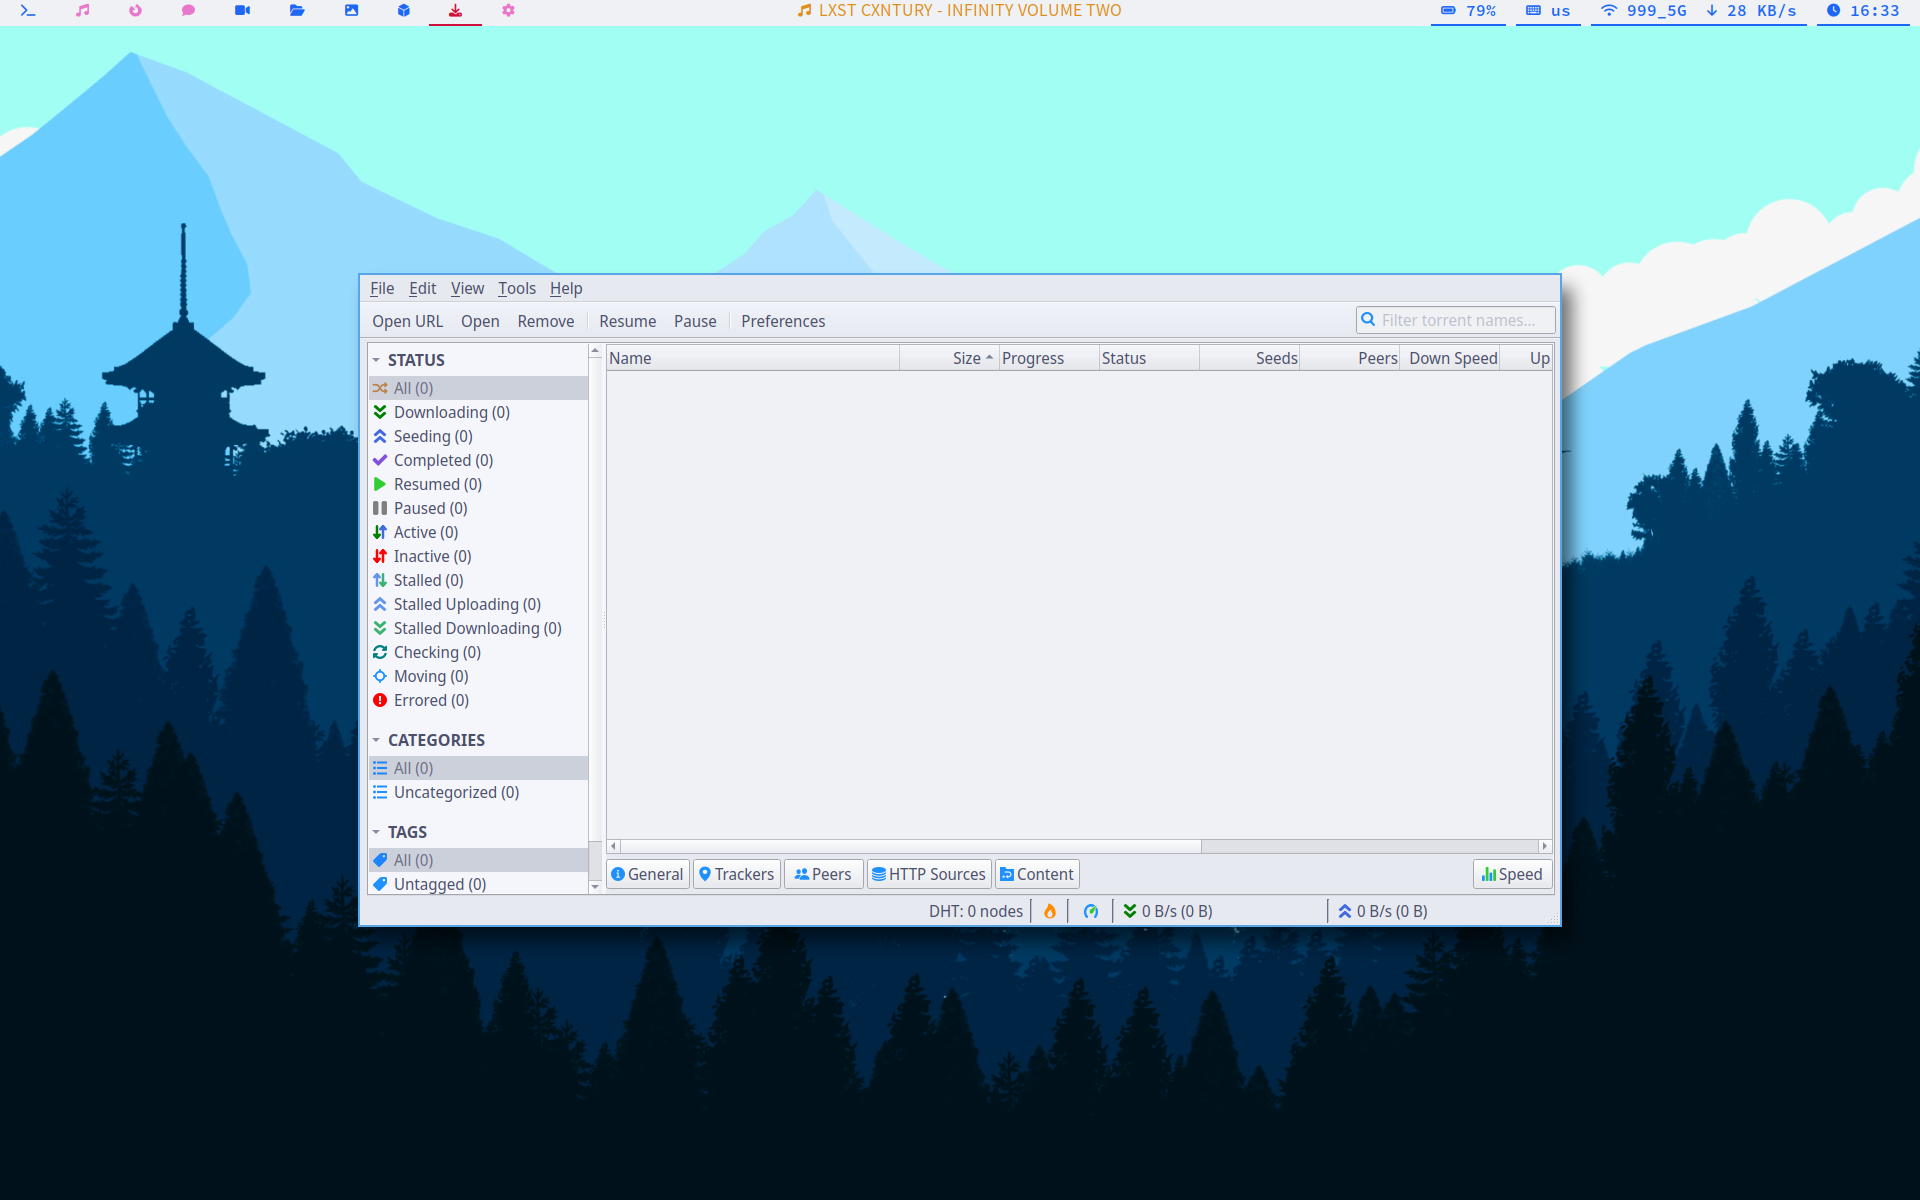 LXST CXNTURY - INFINITY VOLUME TWO
79%
us
999_5G
28 KB/s
16:33
File Edit View Tools Help
Open URL Open Remove Resume Pause Preferences
Filter torrent names...
Name Size Progress Status Seeds Peers Down Speed Up
STATUS
All (0)
Downloading (0)
Seeding (0)
Completed (0)
Resumed (0)
Paused (0)
Active (0)
Inactive (0)
Stalled (0)
Stalled Uploading (0)
Stalled Downloading (0)
Checking (0)
Moving (0)
Errored (0)
CATEGORIES
All (0)
Uncategorized (0)
TAGS
All (0)
Untagged (0)
General Trackers Peers HTTP Sources Content Speed
DHT: 0 nodes 0 B/s (0 B) 0 B/s (0 B)